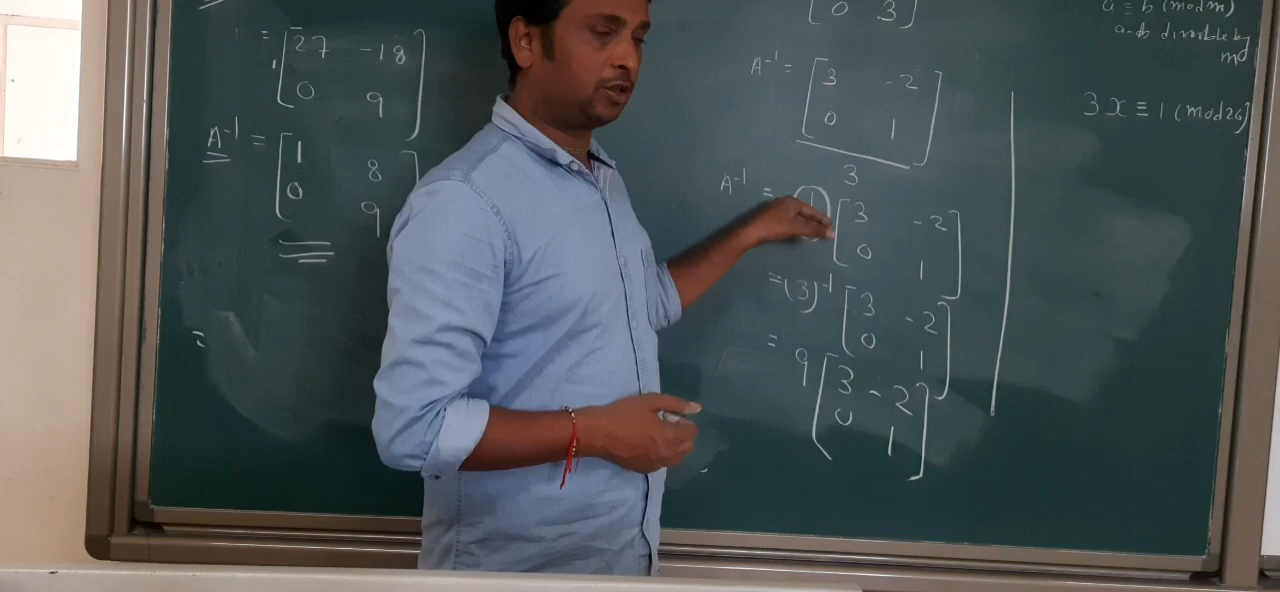 = [27 -18
0 9]
A⁻¹ = [1 8
0 9]
=
[0 3]
A⁻¹ = [3 -2
0 1]
3
A⁻¹ = 1 [3 -2
0 1]
= (3)⁻¹ [3 -2
0 1]
= 9 [3 -2
0 1]
a ≡ b (mod m)
a-b divisible by
m
3x ≡ 1 (mod 26)